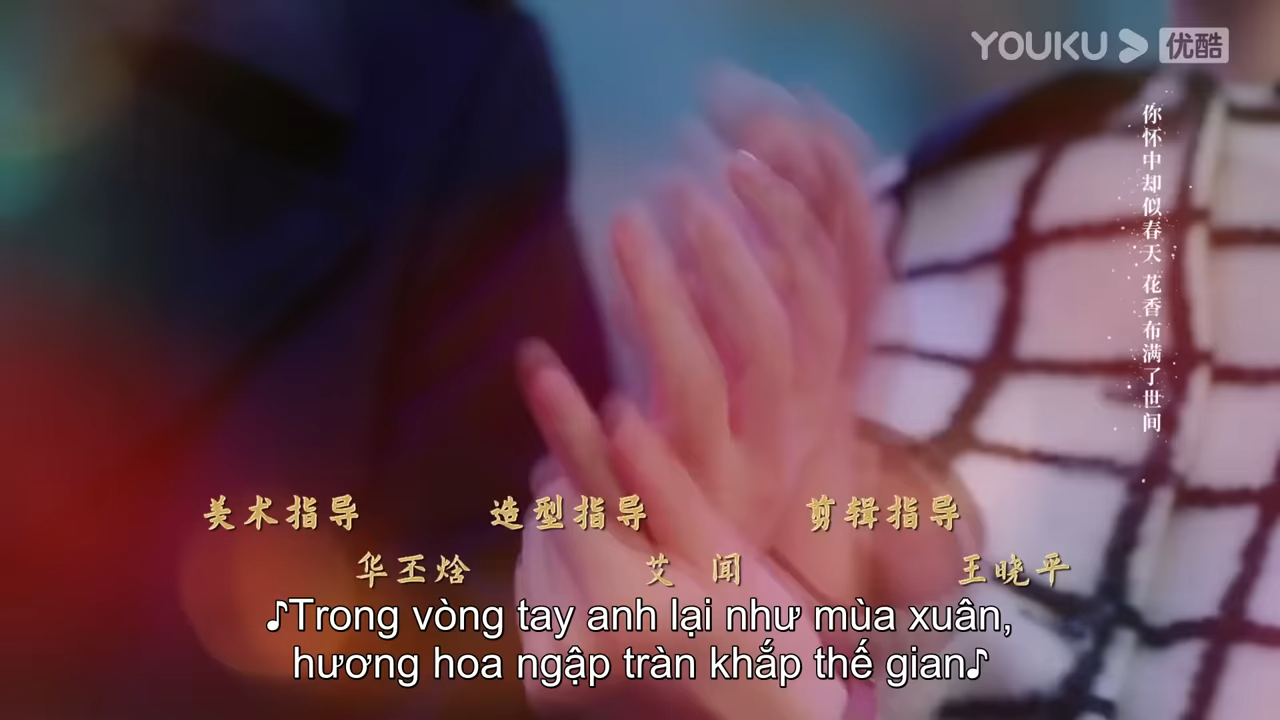 YOUKU 优酷
你怀中却似春天 花香布满了世间
美术指导 造型指导 剪辑指导
华丕焓 艾闻 王晓平
♪Trong vòng tay anh lại như mùa xuân,
hương hoa ngập tràn khắp thế gian♪